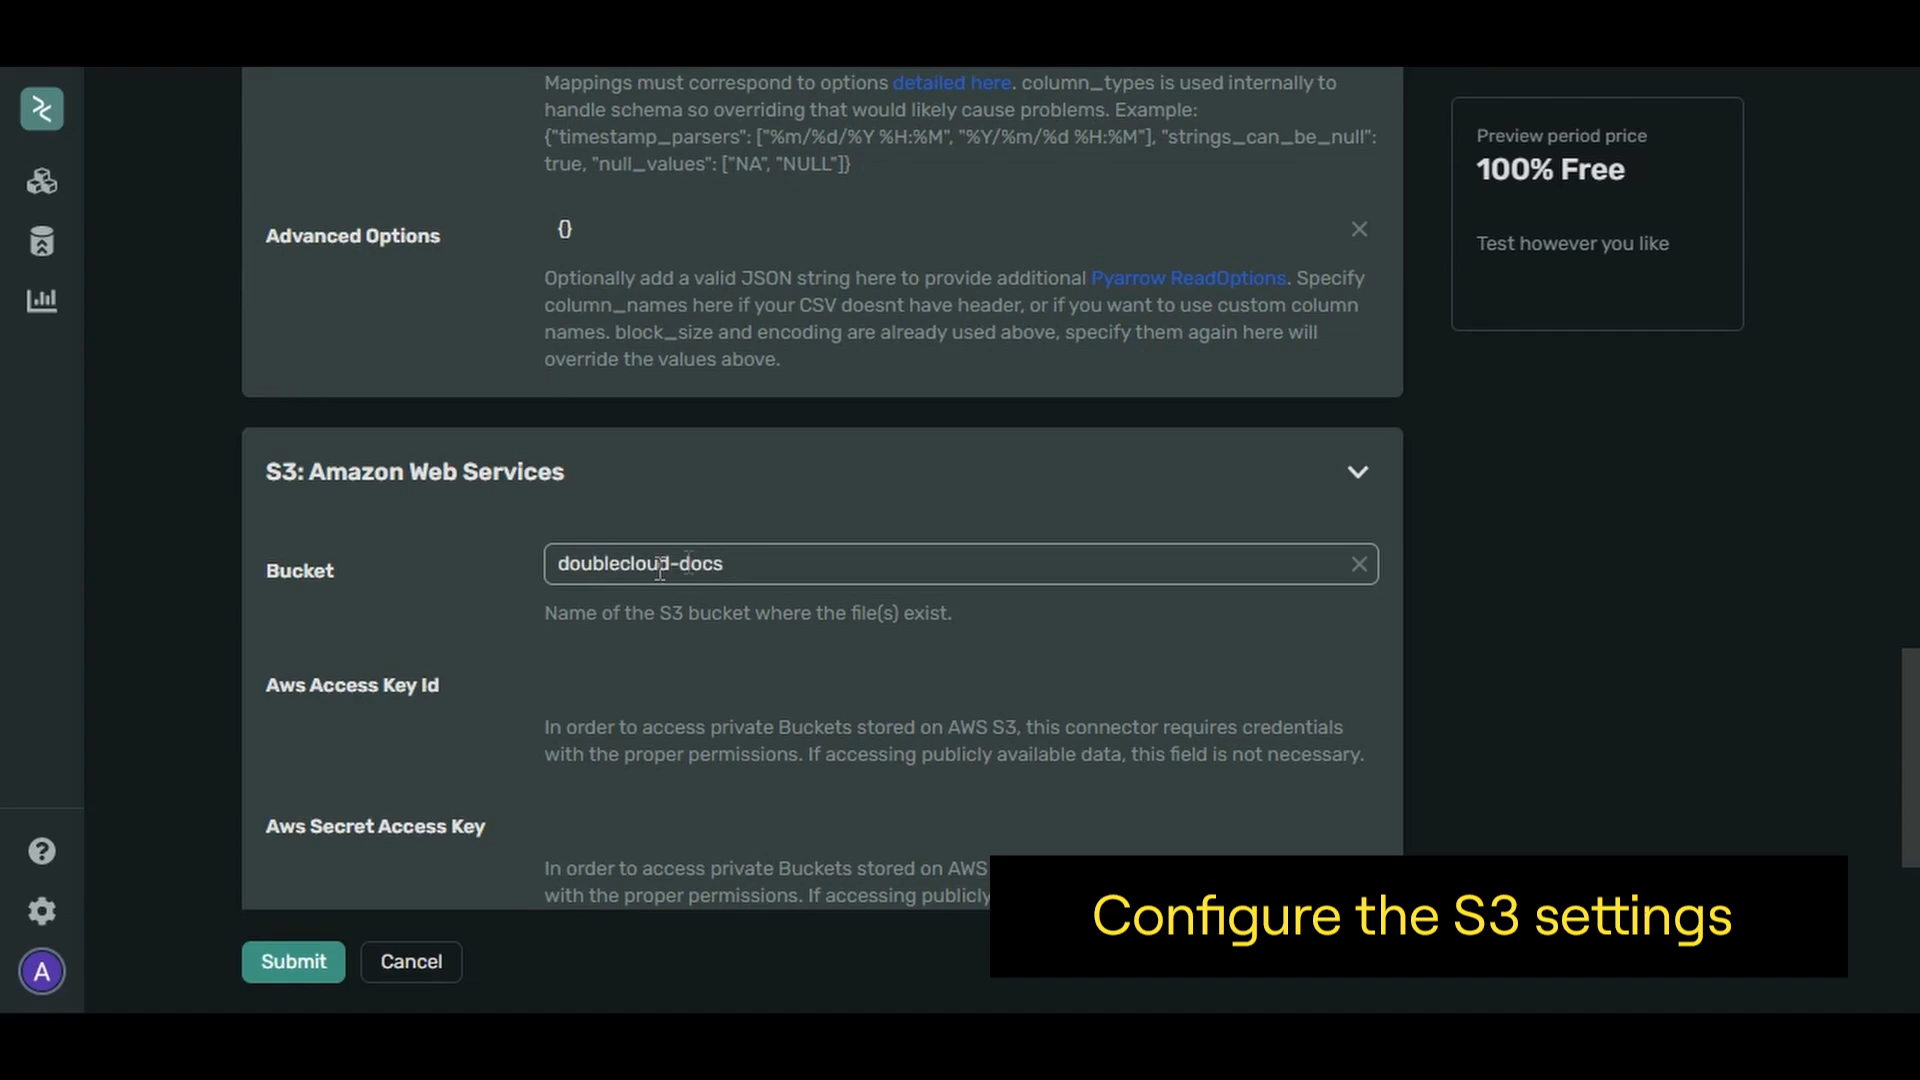 Mappings must correspond to options detailed here. column_types is used internally to
handle schema so overriding that would likely cause problems. Example:
{"timestamp_parsers": ["%m/%d/%Y %H:%M", "%Y/%m/%d %H:%M"], "strings_can_be_null":
true, "null_values": ["NA", "NULL"]}
Advanced Options
{}
Optionally add a valid JSON string here to provide additional Pyarrow ReadOptions. Specify
column_names here if your CSV doesnt have header, or if you want to use custom column
names. block_size and encoding are already used above, specify them again here will
override the values above.
Preview period price
100% Free
Test however you like
S3: Amazon Web Services
Bucket
doublecloud-docs
Name of the S3 bucket where the file(s) exist.
Aws Access Key Id
In order to access private Buckets stored on AWS S3, this connector requires credentials
with the proper permissions. If accessing publicly available data, this field is not necessary.
Aws Secret Access Key
In order to access private Buckets stored on AWS
with the proper permissions. If accessing publicly
Configure the S3 settings
Submit
Cancel
A